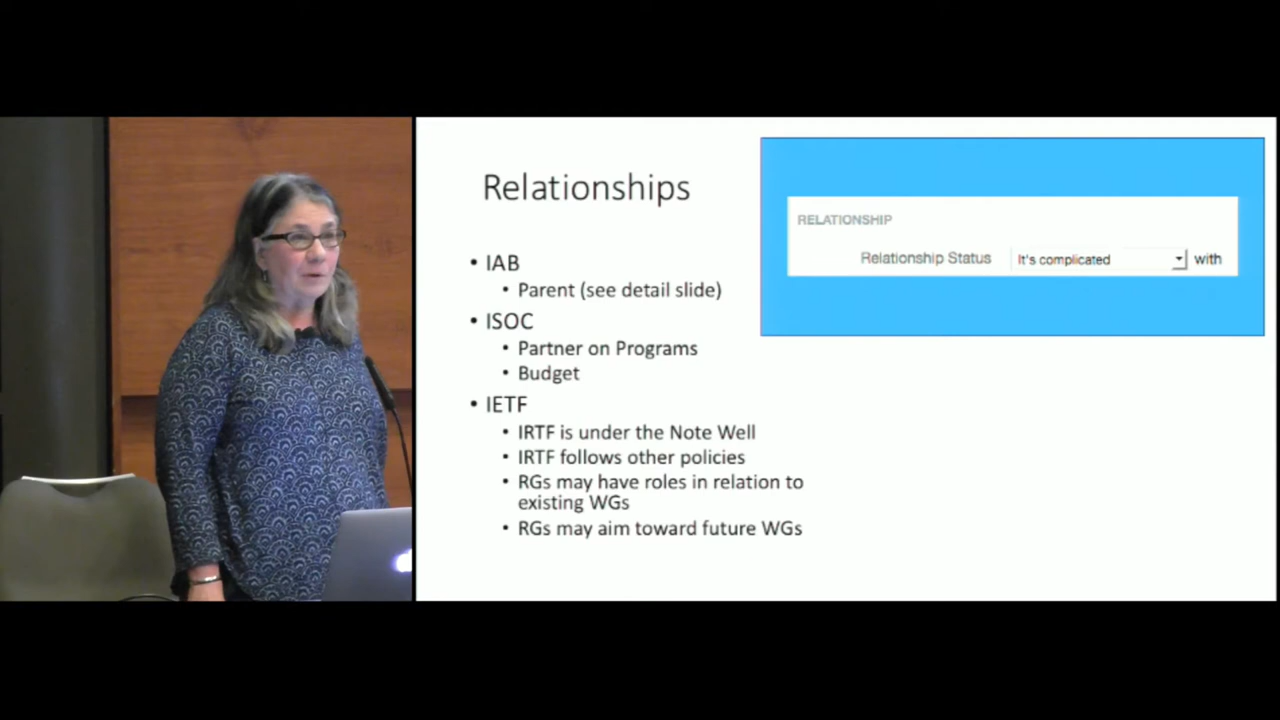 Relationships
• IAB
• Parent (see detail slide)
• ISOC
• Partner on Programs
• Budget
• IETF
• IRTF is under the Note Well
• IRTF follows other policies
• RGs may have roles in relation to
existing WGs
• RGs may aim toward future WGs
RELATIONSHIP
Relationship Status It's complicated with